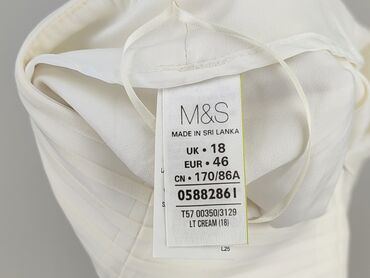 M&S
MADE IN SRI LANKA
UK • 18
EUR • 46
CN • 170/86A
05882861
T57 00350/3129
LT CREAM (18)
L25